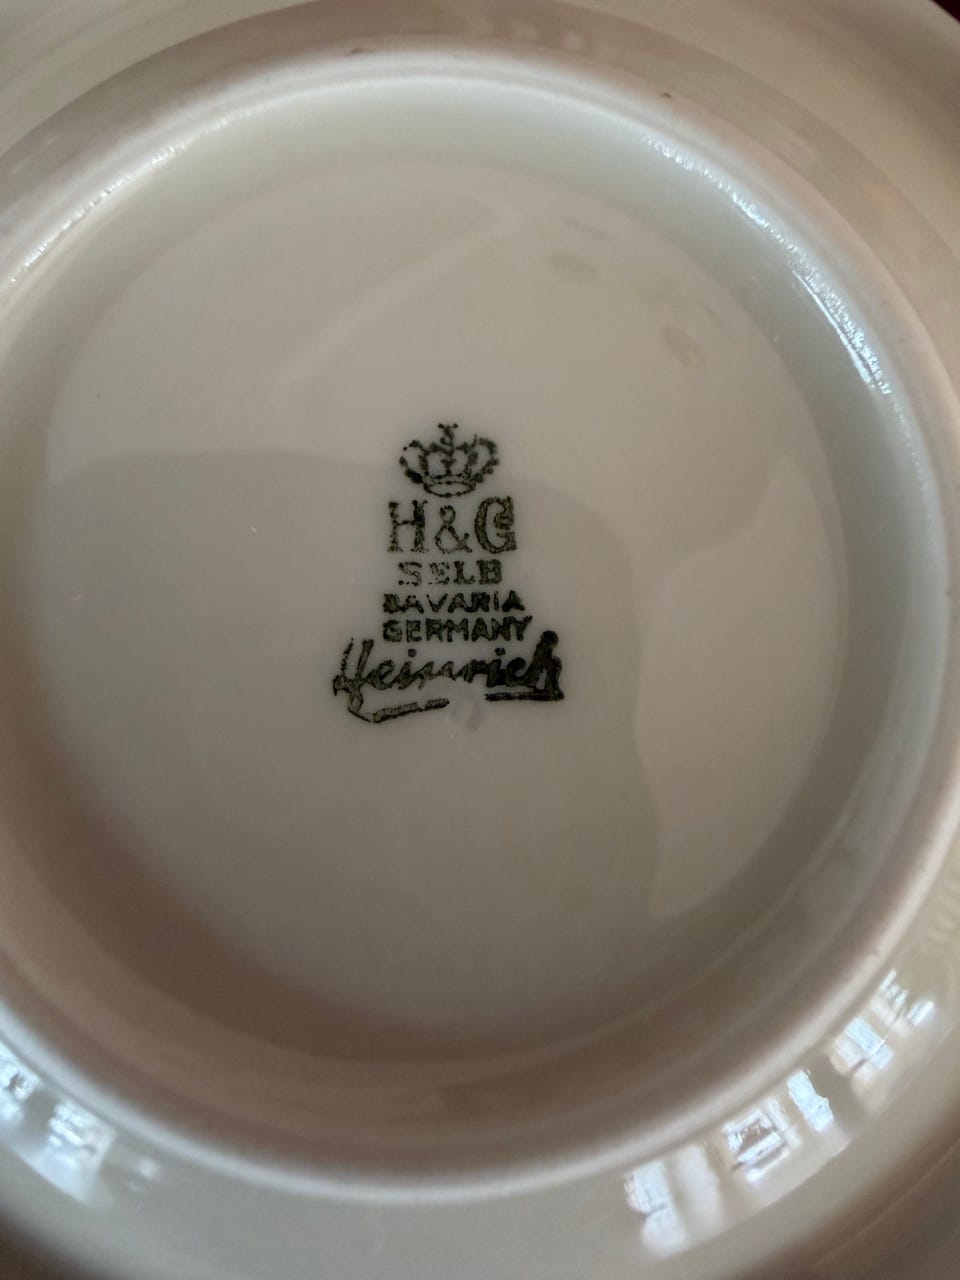 H&C
SELB
BAVARIA
GERMANY
Heinrich